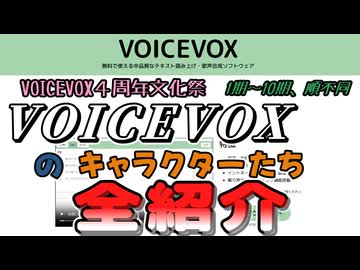 VOICEVOX
無料で使える中品質なテキスト読み上げ・歌声合成ソフトウェア
VOICEVOX4周年文化祭 1期～10期、順不同
VOICEVOX
のキャラクターたち
全紹介